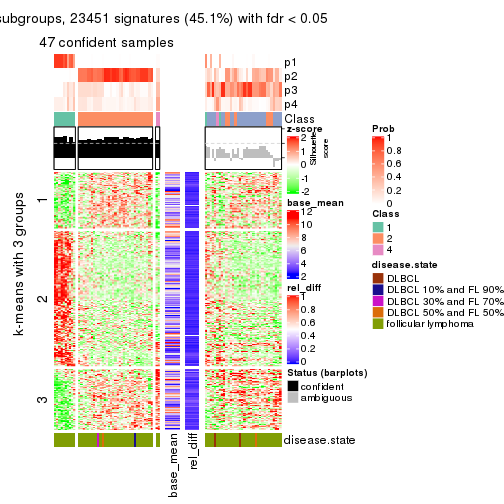 subgroups, 23451 signatures (45.1%) with fdr < 0.05
47 confident samples
p1
p2
p3
p4
Class
z-score
2
1
0
-1
-2
Silhouette
score
base_mean
12
10
8
6
4
2
rel_diff
1
0.8
0.6
0.4
0.2
0
Status (barplots)
confident
ambiguous
Prob
1
0.8
0.6
0.4
0.2
0
Class
1
2
4
disease.state
DLBCL
DLBCL 10% and FL 90%
DLBCL 30% and FL 70%
DLBCL 50% and FL 50%
follicular lymphoma
k-means with 3 groups
1
2
3
disease.state
base_mean
rel_diff